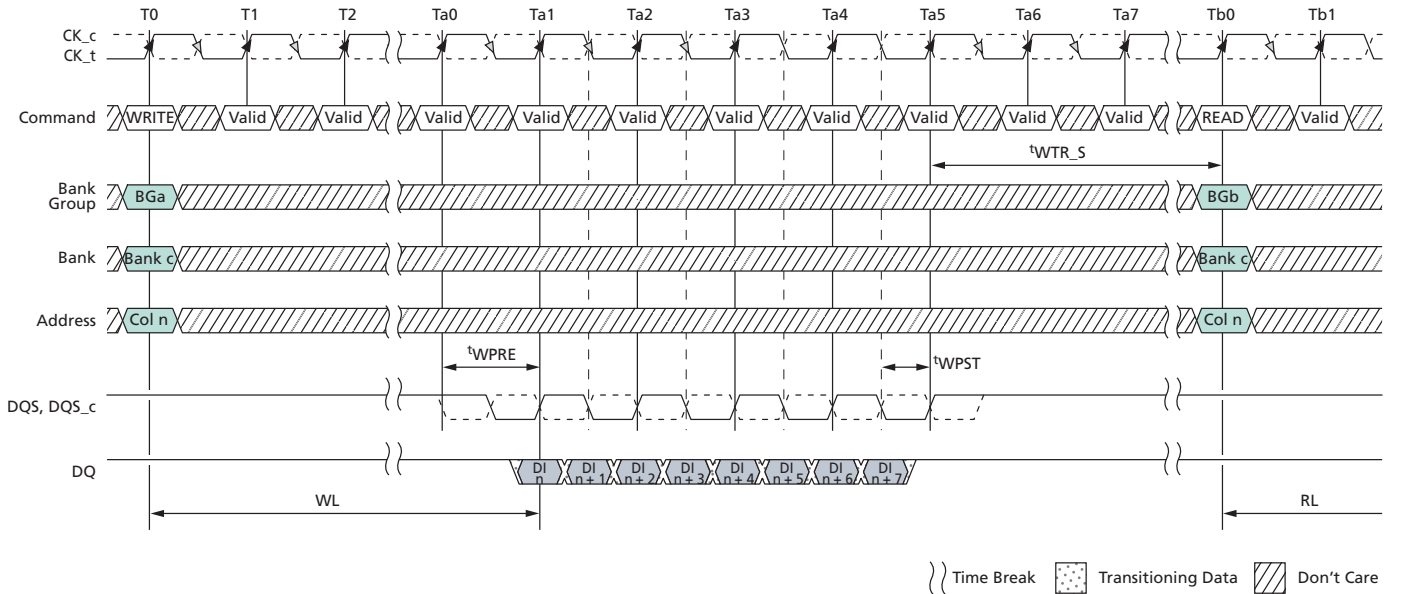 T0 T1 T2 Ta0 Ta1 Ta2 Ta3 Ta4 Ta5 Ta6 Ta7 Tb0 Tb1
CK_c
CK_t
Command WRITE Valid Valid Valid Valid Valid Valid Valid Valid Valid Valid READ Valid
tWTR_S
Bank
Group
BGa BGb
Bank Bank c Bank c
Address Col n Col n
tWPRE tWPST
DQS, DQS_c
DQ
DI DI DI DI DI DI DI DI
n n + 1 n + 2 n + 3 n + 4 n + 5 n + 6 n + 7
WL RL
Time Break Transitioning Data Don't Care